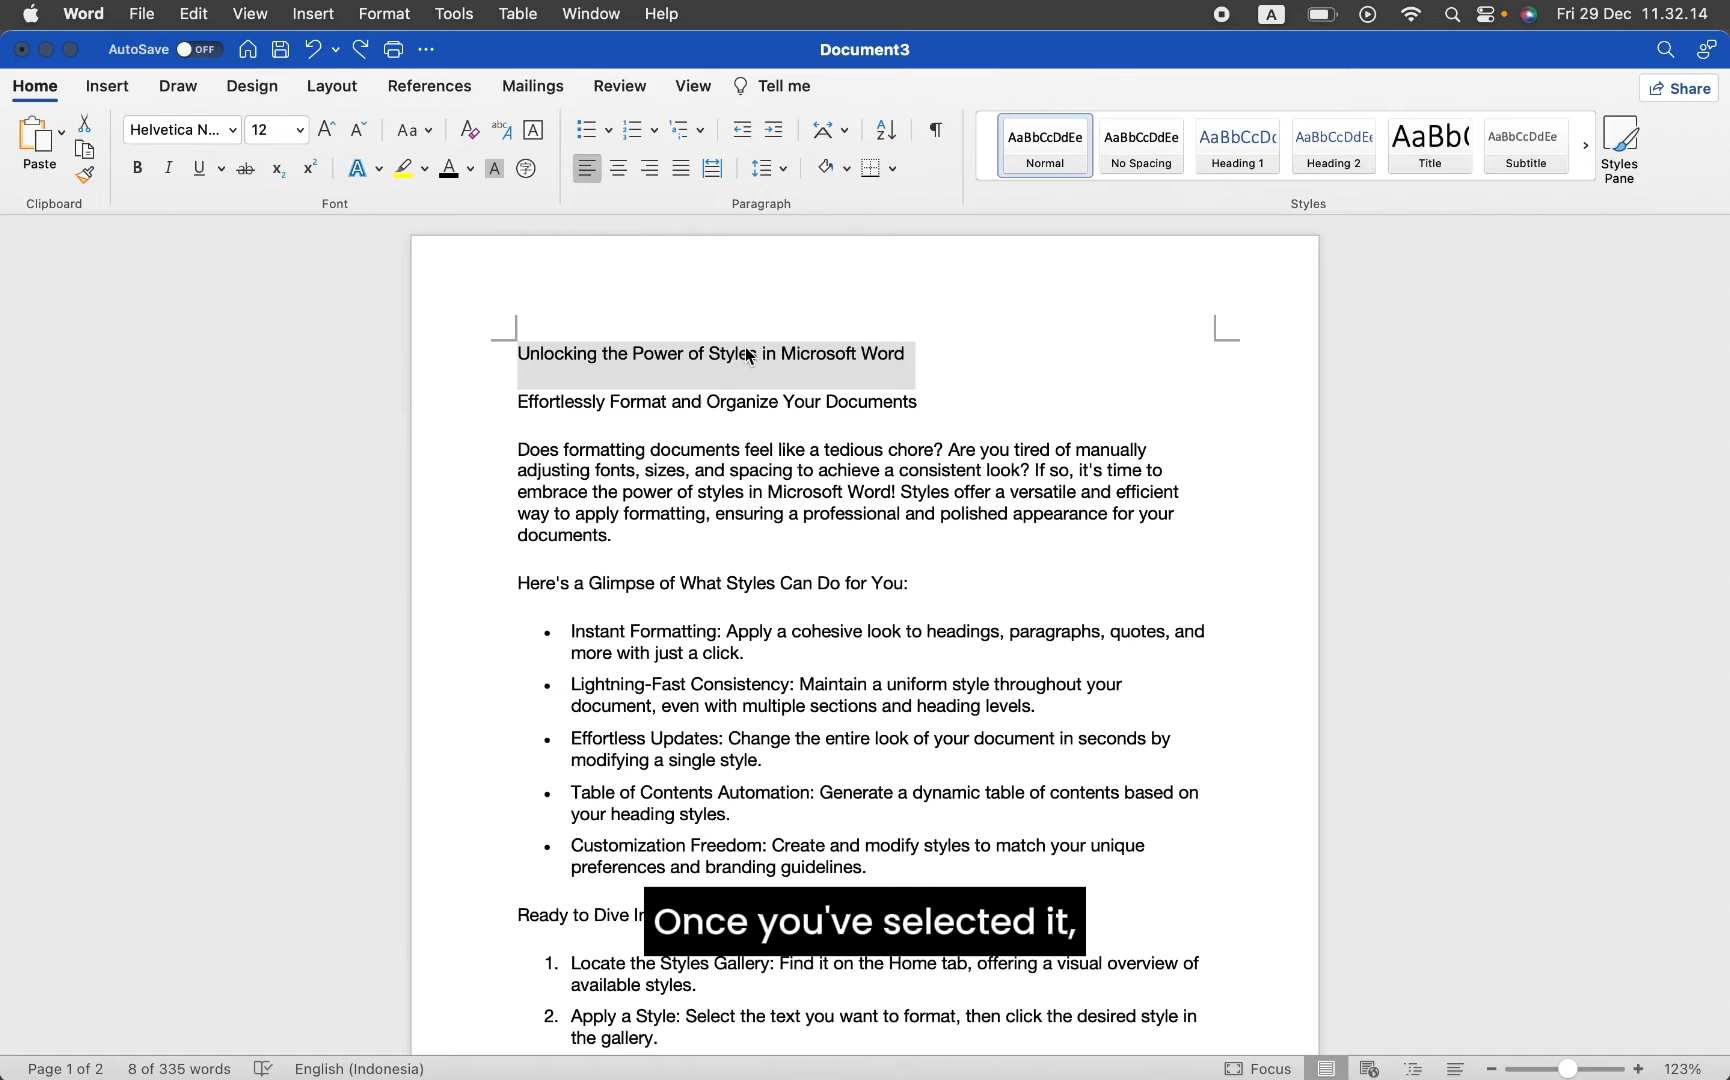 Word File Edit View Insert Format Tools Table Window Help A Fri 29 Dec 11.32.14
AutoSave OFF Document3
Home Insert Draw Design Layout References Mailings Review View Tell me Share
Paste Helvetica N... 12 Aa abc A A↓Z ¶
B I U ab x₂ x² A A A
AaBbCcDdEe AaBbCcDdEe AaBbCcDc AaBbCcDdEe AaBb( AaBbCcDdEe
Normal No Spacing Heading 1 Heading 2 Title Subtitle Styles
Pane
Clipboard Font Paragraph Styles
Unlocking the Power of Styles in Microsoft Word
Effortlessly Format and Organize Your Documents
Does formatting documents feel like a tedious chore? Are you tired of manually
adjusting fonts, sizes, and spacing to achieve a consistent look? If so, it's time to
embrace the power of styles in Microsoft Word! Styles offer a versatile and efficient
way to apply formatting, ensuring a professional and polished appearance for your
documents.
Here's a Glimpse of What Styles Can Do for You:
• Instant Formatting: Apply a cohesive look to headings, paragraphs, quotes, and
more with just a click.
• Lightning-Fast Consistency: Maintain a uniform style throughout your
document, even with multiple sections and heading levels.
• Effortless Updates: Change the entire look of your document in seconds by
modifying a single style.
• Table of Contents Automation: Generate a dynamic table of contents based on
your heading styles.
• Customization Freedom: Create and modify styles to match your unique
preferences and branding guidelines.
Ready to Dive
Once you've selected it,
1. Locate the Styles Gallery: Find it on the Home tab, offering a visual overview of
available styles.
2. Apply a Style: Select the text you want to format, then click the desired style in
the gallery.
Page 1 of 2 8 of 335 words English (Indonesia) Focus 123%